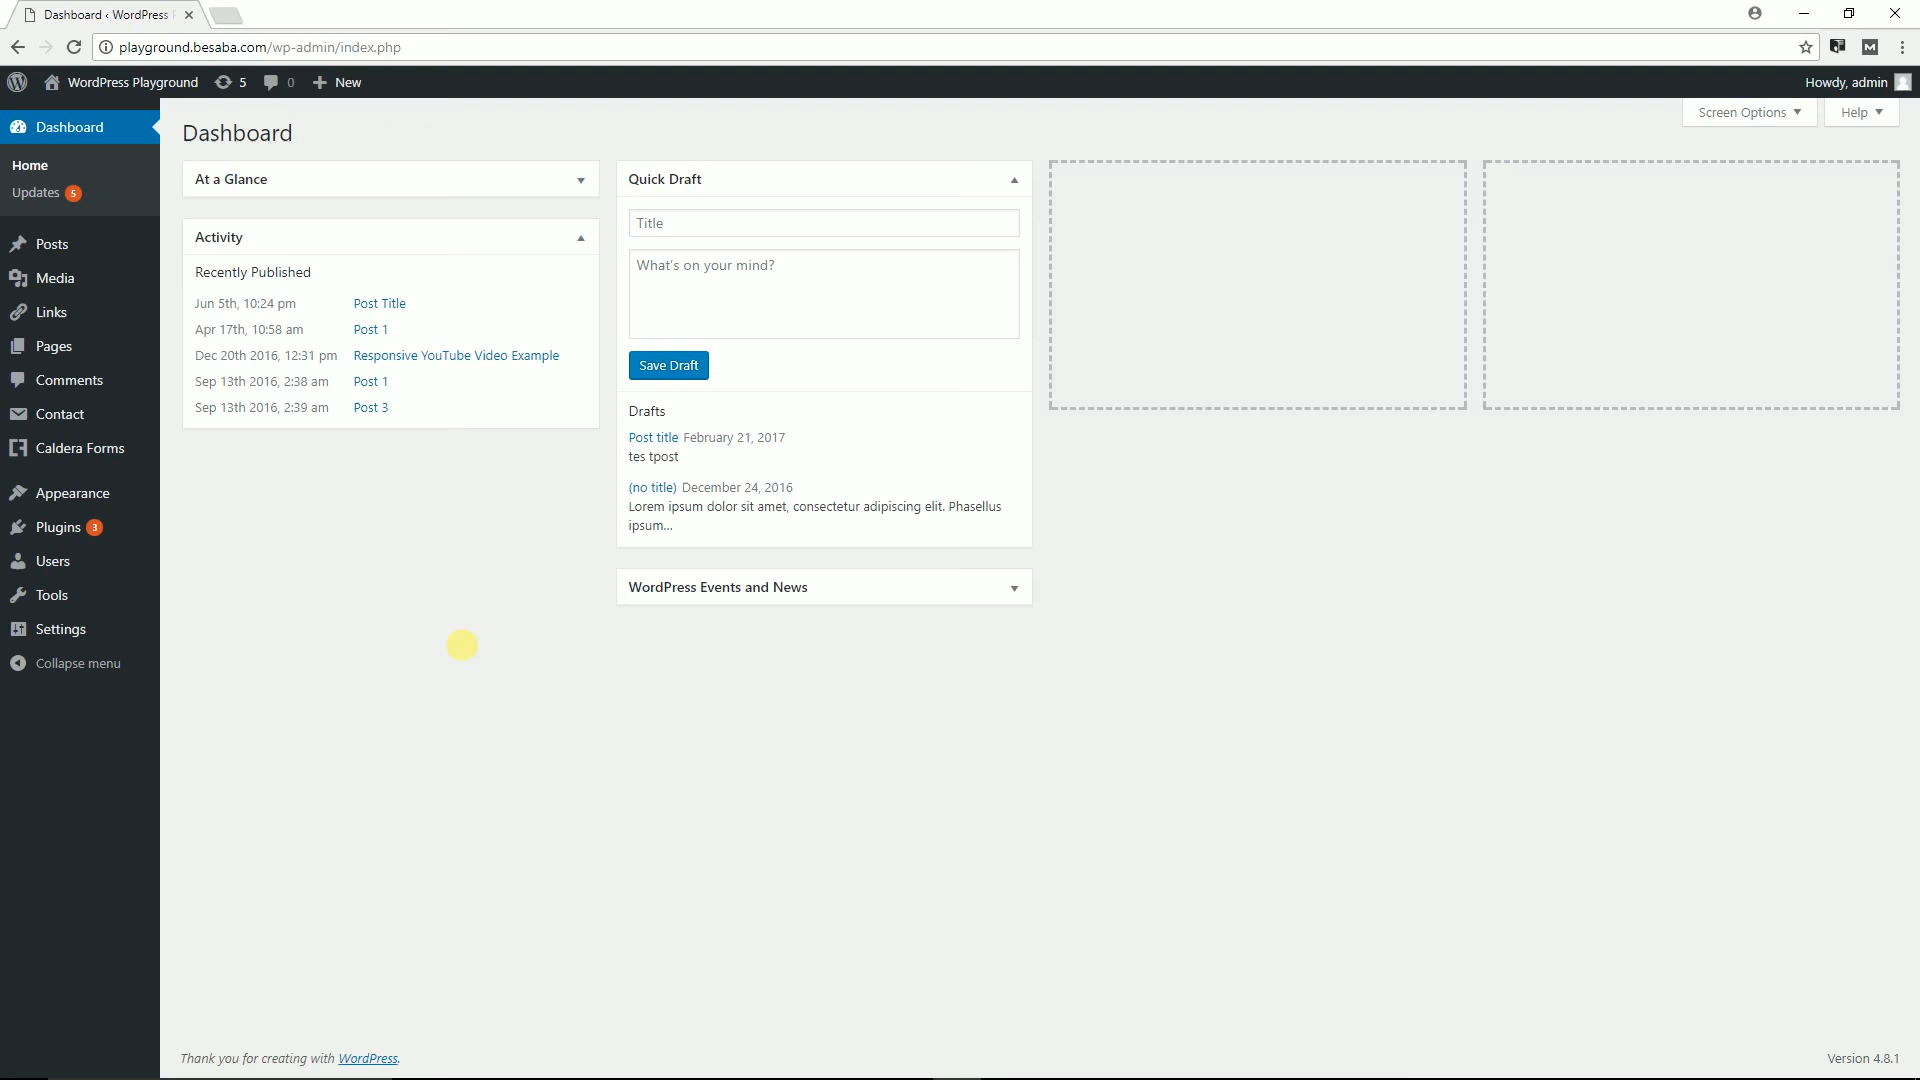 Dashboard ‹ WordPress
playground.besaba.com/wp-admin/index.php
WordPress Playground 5 0 New
Howdy, admin
Screen Options Help
Dashboard
Home
Updates 5
Posts
Media
Links
Pages
Comments
Contact
Caldera Forms
Appearance
Plugins 3
Users
Tools
Settings
Collapse menu
Dashboard
At a Glance
Activity
Recently Published
Jun 5th, 10:24 pm Post Title
Apr 17th, 10:58 am Post 1
Dec 20th 2016, 12:31 pm Responsive YouTube Video Example
Sep 13th 2016, 2:38 am Post 1
Sep 13th 2016, 2:39 am Post 3
Quick Draft
Title
What's on your mind?
Save Draft
Drafts
Post title February 21, 2017
tes tpost
(no title) December 24, 2016
Lorem ipsum dolor sit amet, consectetur adipiscing elit. Phasellus
ipsum...
WordPress Events and News
Thank you for creating with WordPress.
Version 4.8.1